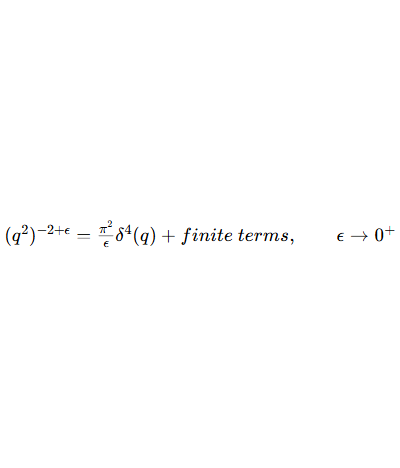 (q²)⁻²⁺ᵋ = π²/ϵ δ⁴(q) + finite terms, ϵ → 0⁺